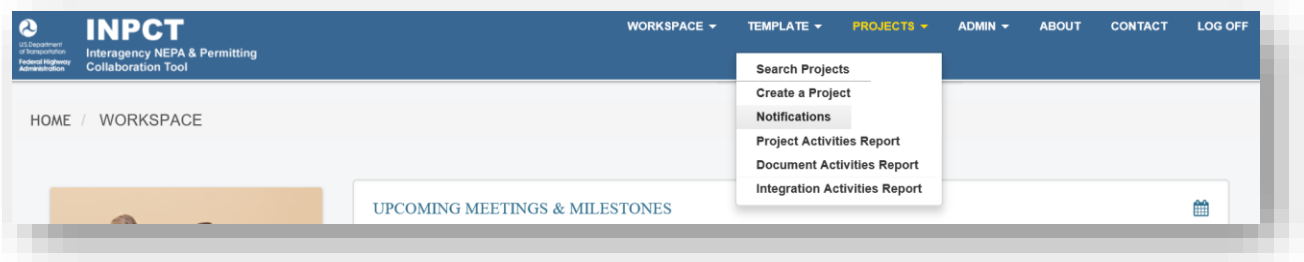 U.S. Department
of Transportation
Federal Highway
Administration
INPCT
Interagency NEPA & Permitting
Collaboration Tool
WORKSPACE TEMPLATE PROJECTS ADMIN ABOUT CONTACT LOG OFF
Search Projects
Create a Project
Notifications
Project Activities Report
Document Activities Report
Integration Activities Report
HOME / WORKSPACE
UPCOMING MEETINGS & MILESTONES